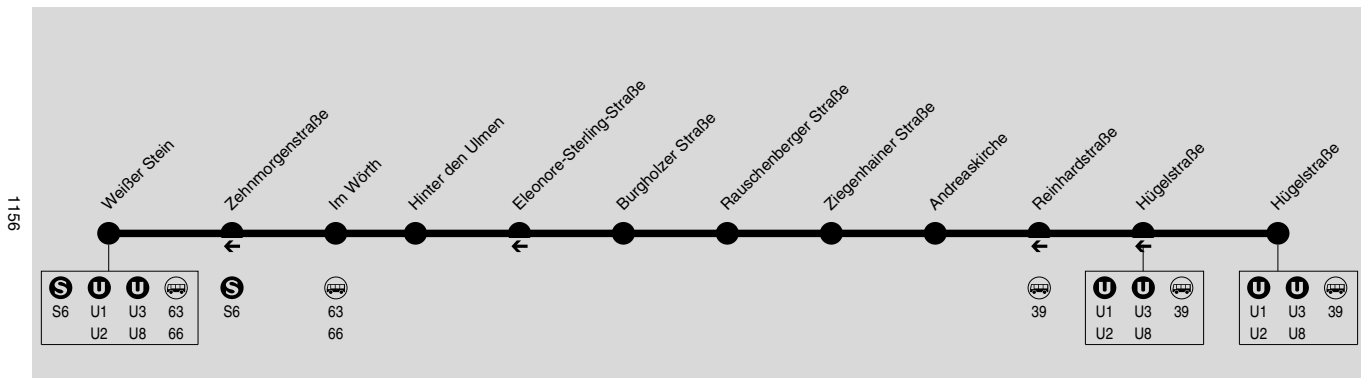 1156
Weißer Stein
Zehnmorgenstraße
Im Wörth
Hinter den Ulmen
Eleonore-Sterling-Straße
Burgholzer Straße
Rauschenberger Straße
Ziegenhainer Straße
Andreaskirche
Reinhardstraße
Hügelstraße
Hügelstraße
S U U
S6 U1 U3 63
U2 U8 66
S
S6
63
66
39
U U
U1 U3 39
U2 U8
U U
U1 U3 39
U2 U8